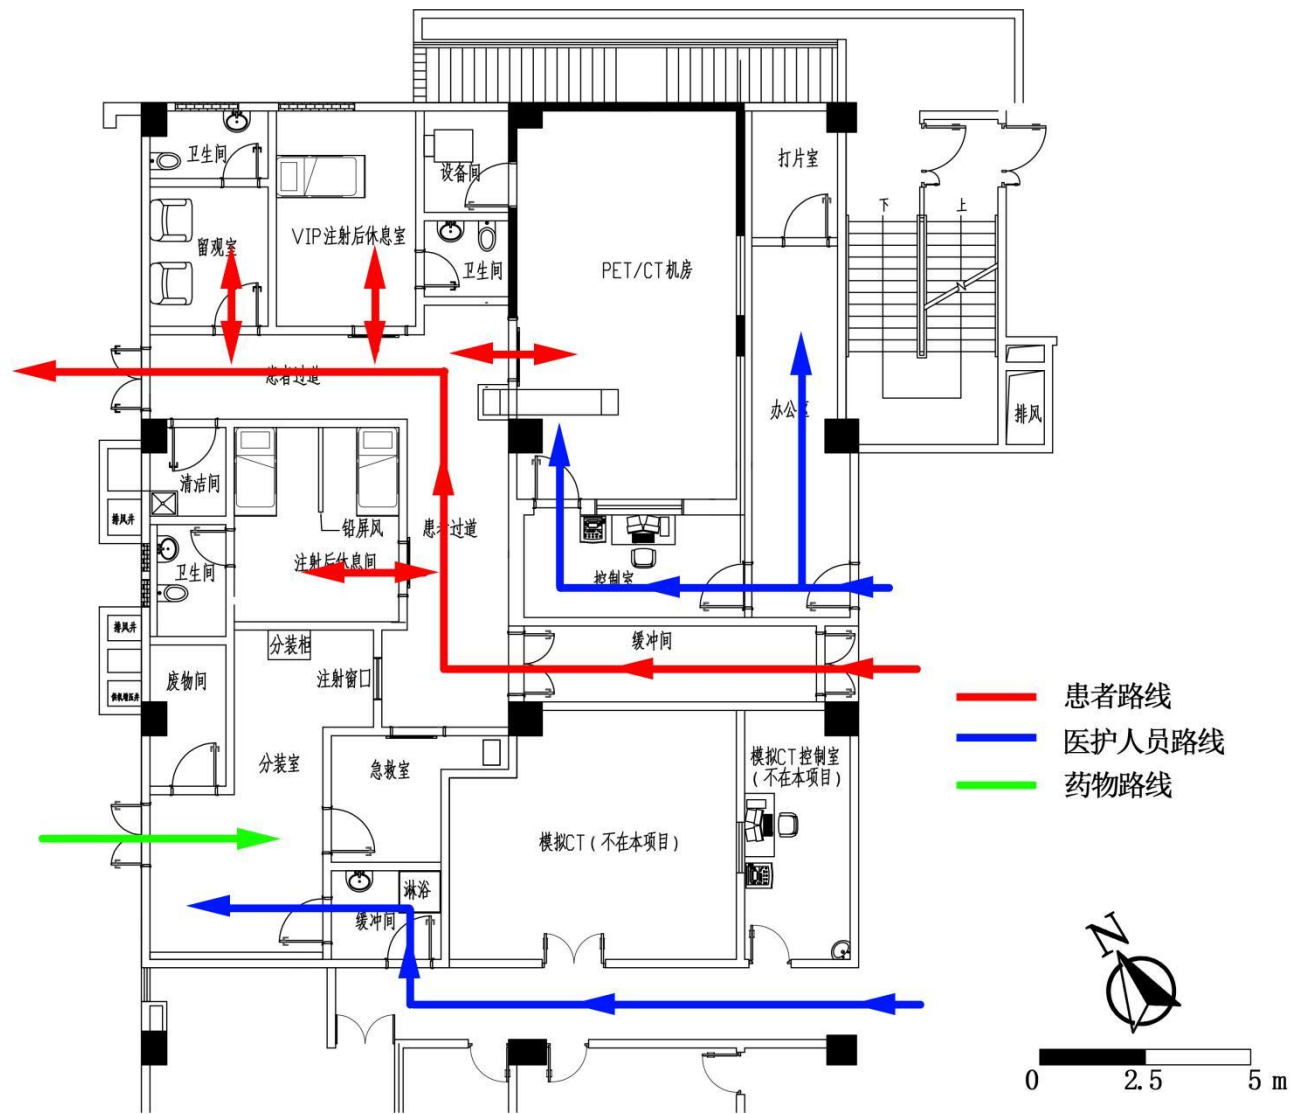 卫生间
设备间
打片室
下
上
留观室
VIP注射后休息室
卫生间
PET/CT机房
患者过道
办公区
排风
清洁间
排风井
铅屏风
患者过道
注射后休息间
卫生间
控制室
排风井
分装柜
缓冲间
废物间
注射窗口
患者路线
医护人员路线
药物路线
分装室
急救室
模拟CT控制室
(不在本项目)
模拟CT(不在本项目)
淋浴
缓冲间
N
0
2.5
5 m